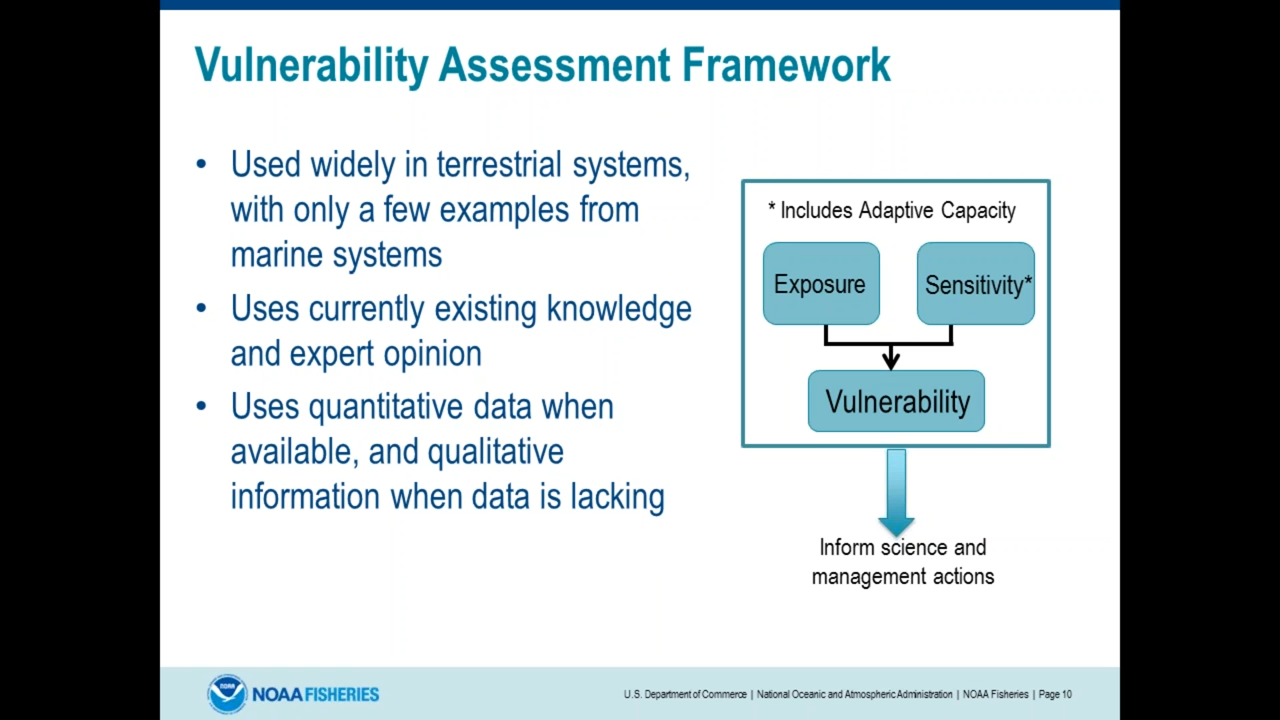 Vulnerability Assessment Framework
• Used widely in terrestrial systems,
with only a few examples from
marine systems
• Uses currently existing knowledge
and expert opinion
• Uses quantitative data when
available, and qualitative
information when data is lacking
* Includes Adaptive Capacity
Exposure
Sensitivity*
Vulnerability
Inform science and
management actions
NOAA
NOAA FISHERIES
U.S. Department of Commerce | National Oceanic and Atmospheric Administration | NOAA Fisheries | Page 10